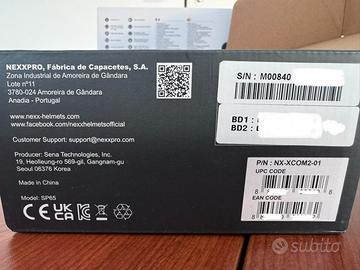 NEXXPRO, Fábrica de Capacetes, S.A.
Zona Industrial de Amoreira de Gândara
Lote nº11
3780-024 Amoreira de Gândara
Anadia - Portugal
www.nexx-helmets.com
www.facebook.com/nexxhelmetsofficial
Customer Support: support@nexxpro.com
Producer: Sena Technologies, Inc.
19, Heolleung-ro 569-gil, Gangnam-gu
Seoul 06376 Korea
Made in China
Model: SP65
CE UK CA
S/N : M00840
BD1 :
BD2 :
P/N : NX-XCOM2-01
UPC CODE
EAN CODE
subito